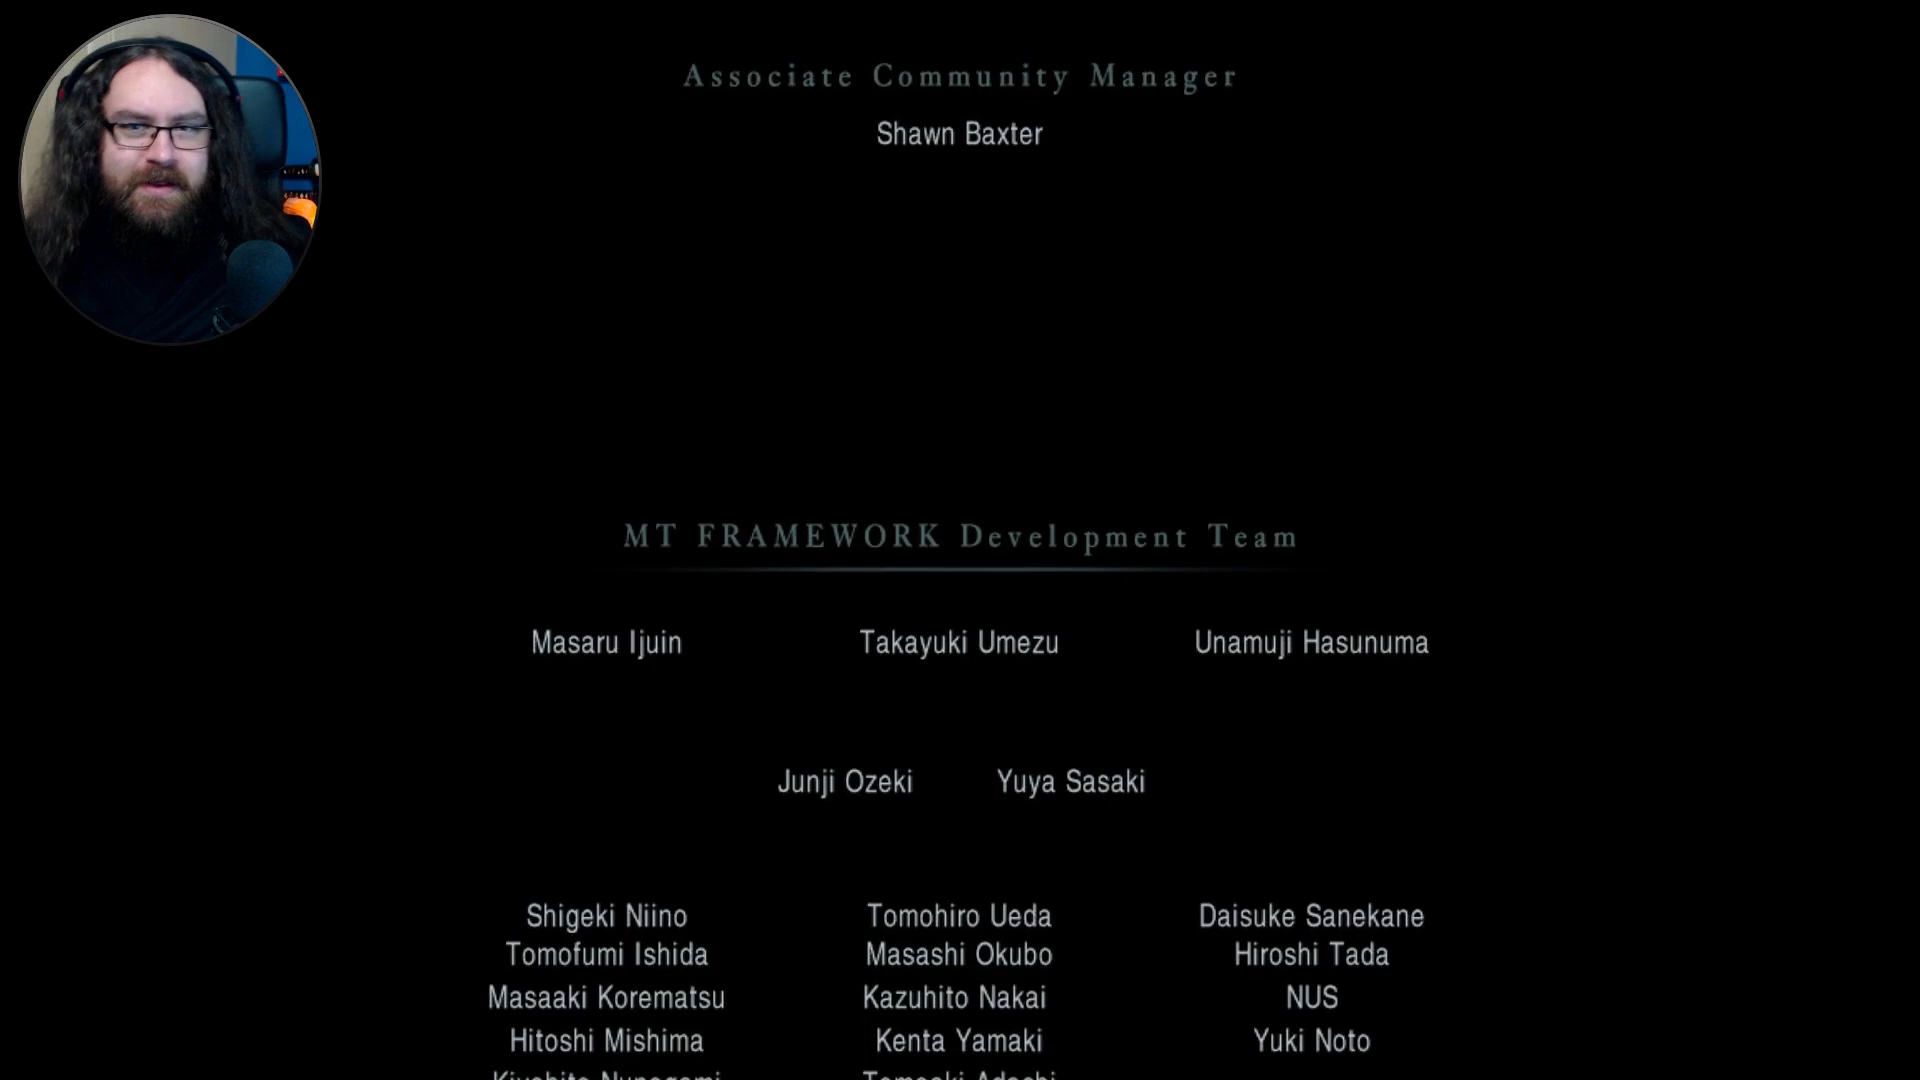 Associate Community Manager
Shawn Baxter
MT FRAMEWORK Development Team
Masaru Ijuin Takayuki Umezu Unamuji Hasunuma
Junji Ozeki Yuya Sasaki
Shigeki Niino Tomohiro Ueda Daisuke Sanekane
Tomofumi Ishida Masashi Okubo Hiroshi Tada
Masaaki Korematsu Kazuhito Nakai NUS
Hitoshi Mishima Kenta Yamaki Yuki Noto